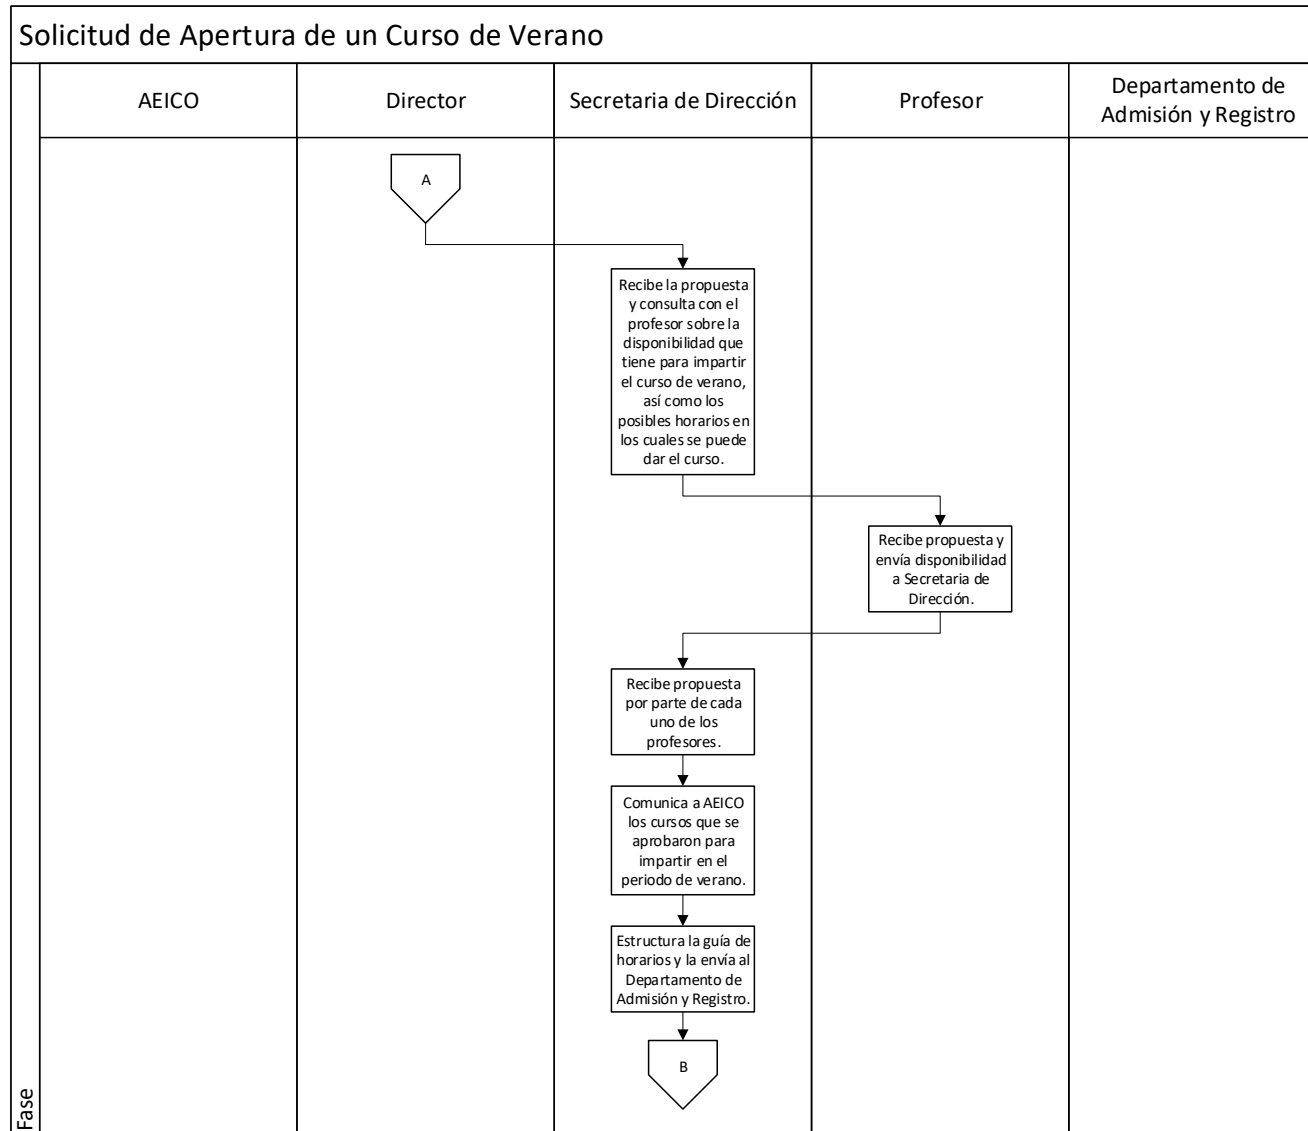 Solicitud de Apertura de un Curso de Verano
AEICO
Director
Secretaria de Dirección
Profesor
Departamento de
Admisión y Registro
A
Recibe la propuesta
y consulta con el
profesor sobre la
disponibilidad que
tiene para impartir
el curso de verano,
así como los
posibles horarios en
los cuales se puede
dar el curso.
Recibe propuesta y
envía disponibilidad
a Secretaria de
Dirección.
Recibe propuesta
por parte de cada
uno de los
profesores.
Comunica a AEICO
los cursos que se
aprobaron para
impartir en el
periodo de verano.
Estructura la guía de
horarios y la envía al
Departamento de
Admisión y Registro.
B
Fase